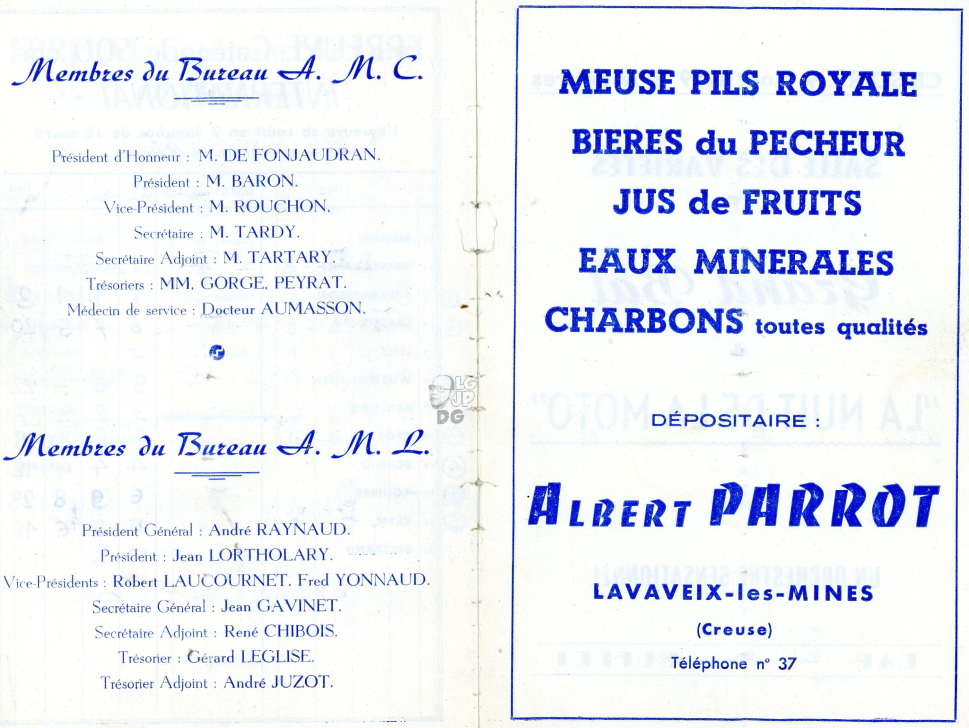 Membres du Bureau A. M. C.
Président d'Honneur : M. DE FONJAUDRAN.
Président : M. BARON.
Vice-Président : M. ROUCHON.
Secrétaire : M. TARDY.
Secrétaire Adjoint : M. TARTARY.
Trésoriers : MM. GORGE, PEYRAT.
Médecin de service : Docteur AUMASSON.
Membres du Bureau A. M. L.
Président Général : André RAYNAUD.
Président : Jean LORTHOLARY.
Vice-Présidents : Robert LAUCOURNET. Fred YONNAUD.
Secrétaire Général : Jean GAVINET.
Secrétaire Adjoint : René CHIBOIS.
Trésorier : Gérard LEGLISE.
Trésorier Adjoint : André JUZOT.
LG
JP
DG
MEUSE PILS ROYALE
BIERES du PECHEUR
JUS de FRUITS
EAUX MINERALES
CHARBONS toutes qualités
DÉPOSITAIRE :
ALBERT PARROT
LAVAVEIX-les-MINES
(Creuse)
Téléphone n° 37